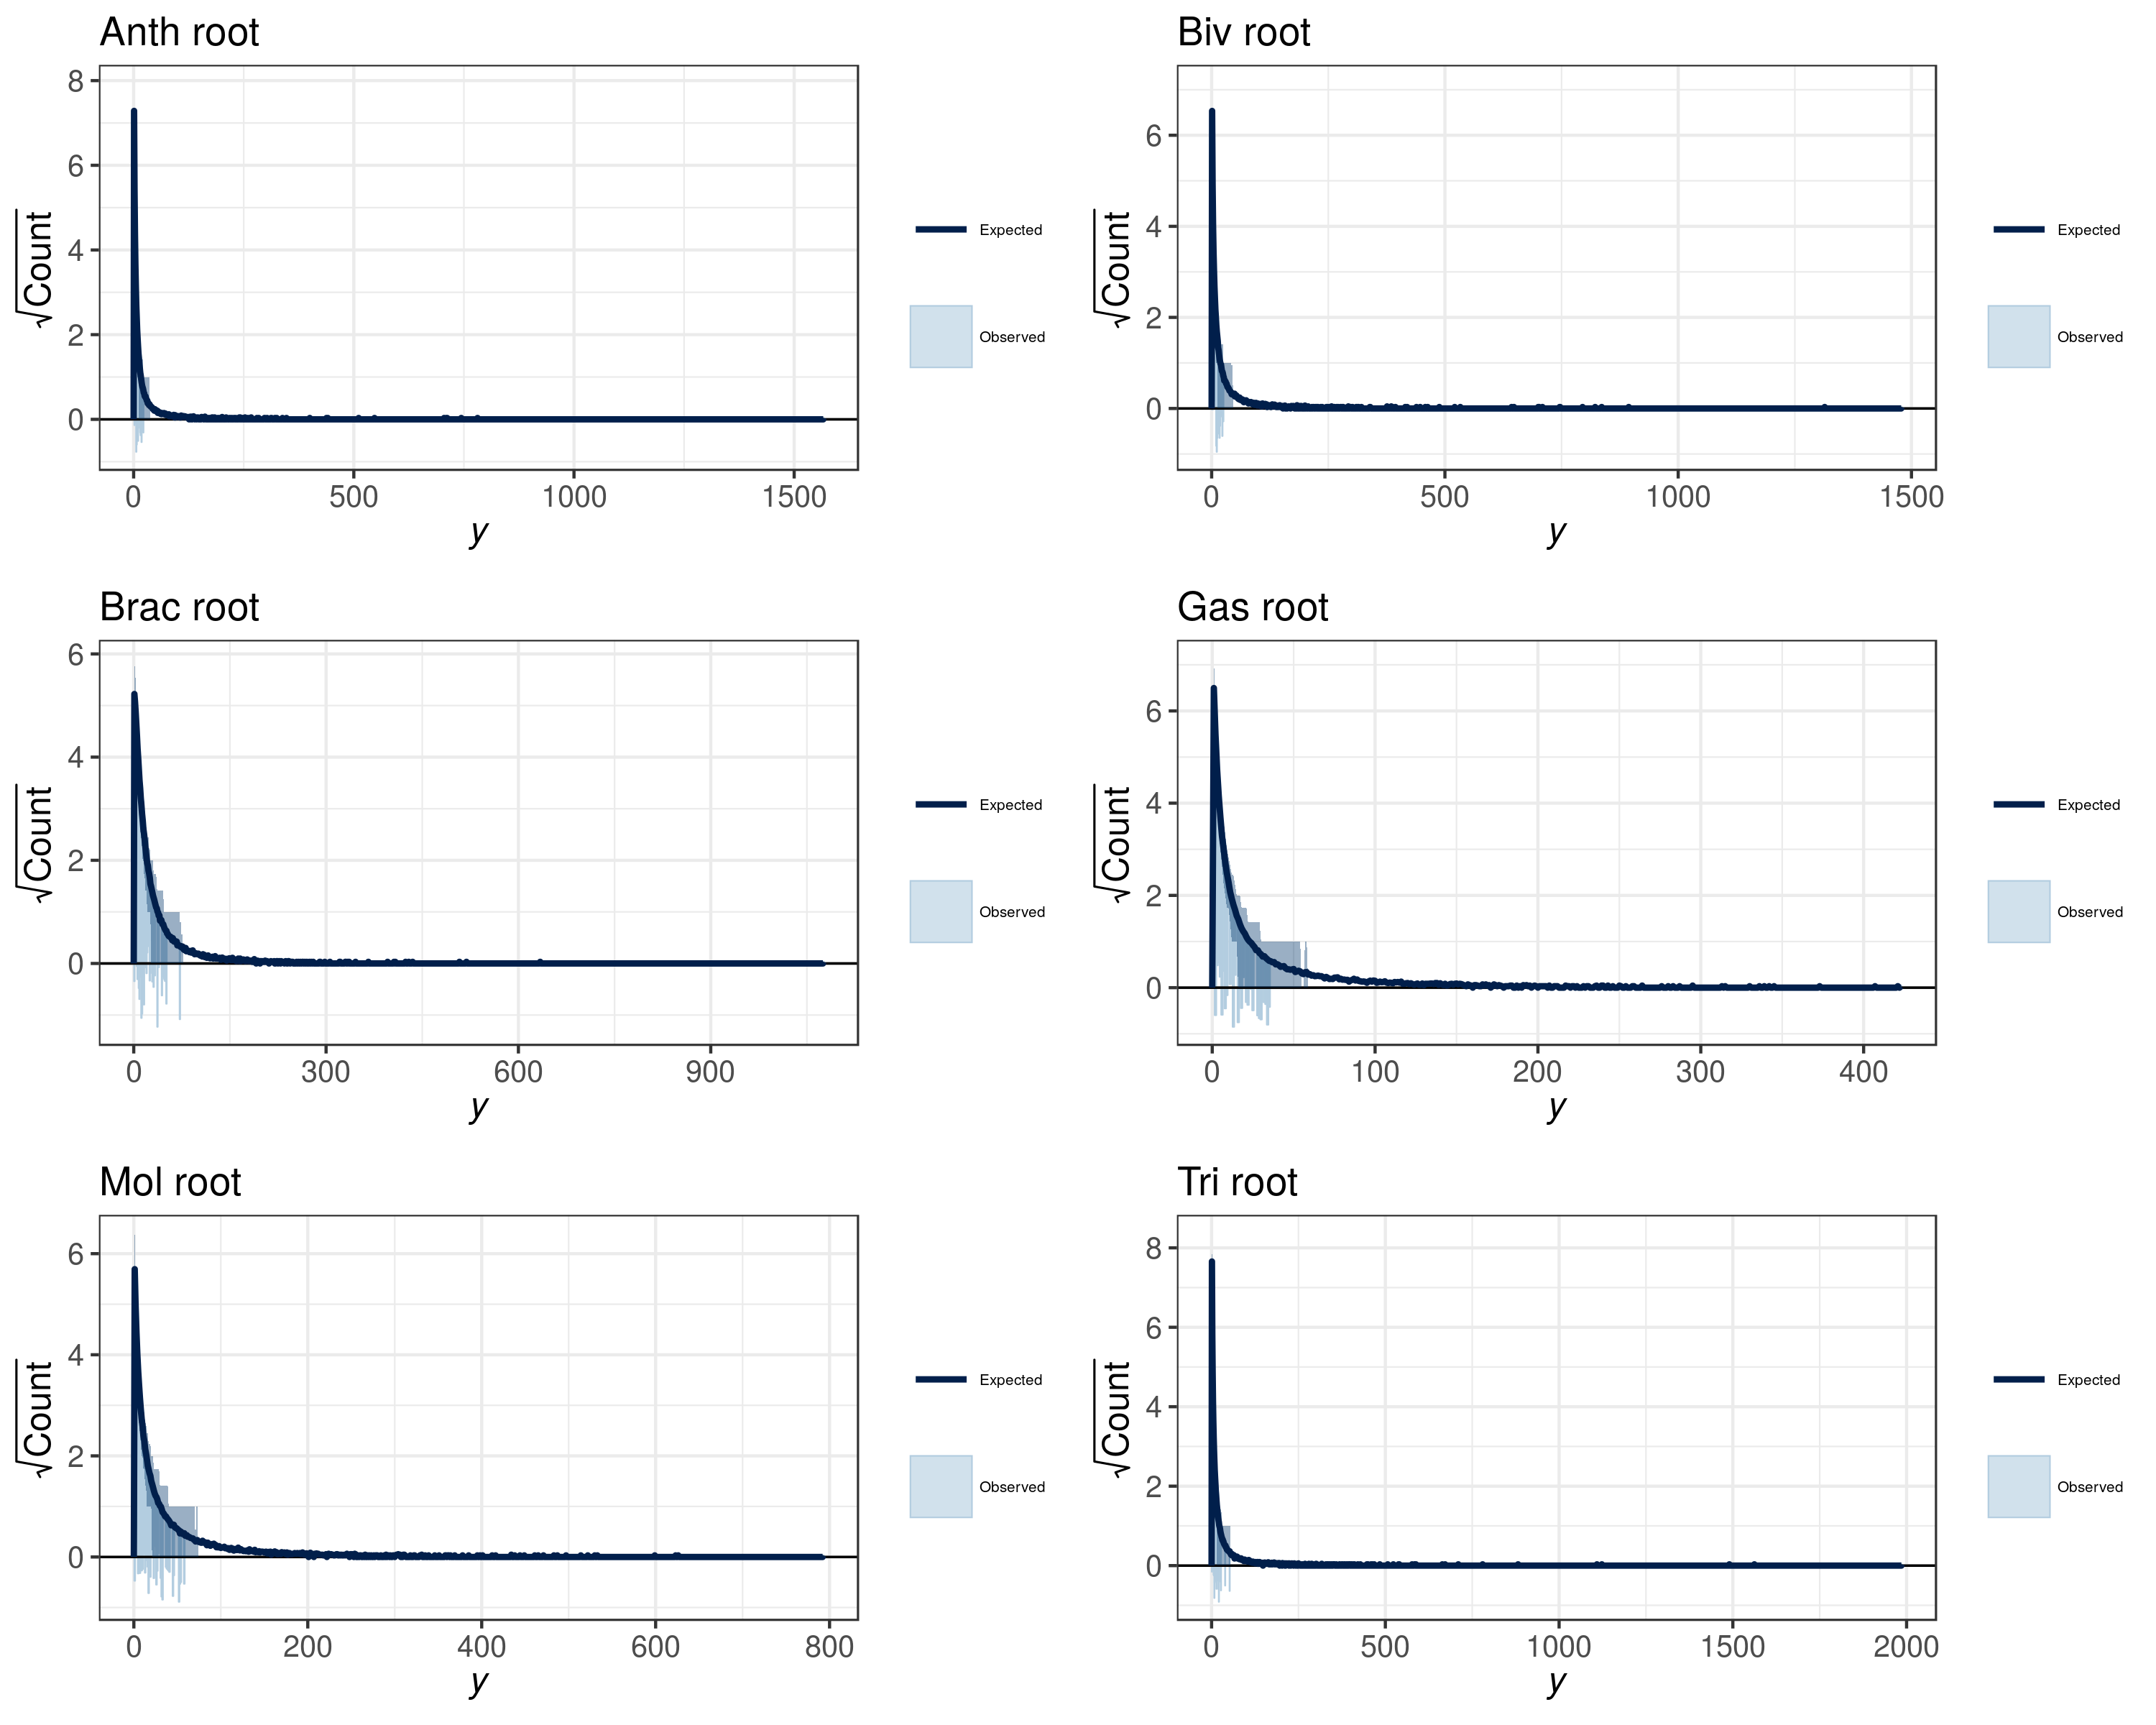 Anth root
8
6
4
2
0
√Count
0 500 1000 1500
y
Expected
Observed
Biv root
6
4
2
0
√Count
0 500 1000 1500
y
Expected
Observed
Brac root
6
4
2
0
√Count
0 300 600 900
y
Expected
Observed
Gas root
6
4
2
0
√Count
0 100 200 300 400
y
Expected
Observed
Mol root
6
4
2
0
√Count
0 200 400 600 800
y
Expected
Observed
Tri root
8
6
4
2
0
√Count
0 500 1000 1500 2000
y
Expected
Observed